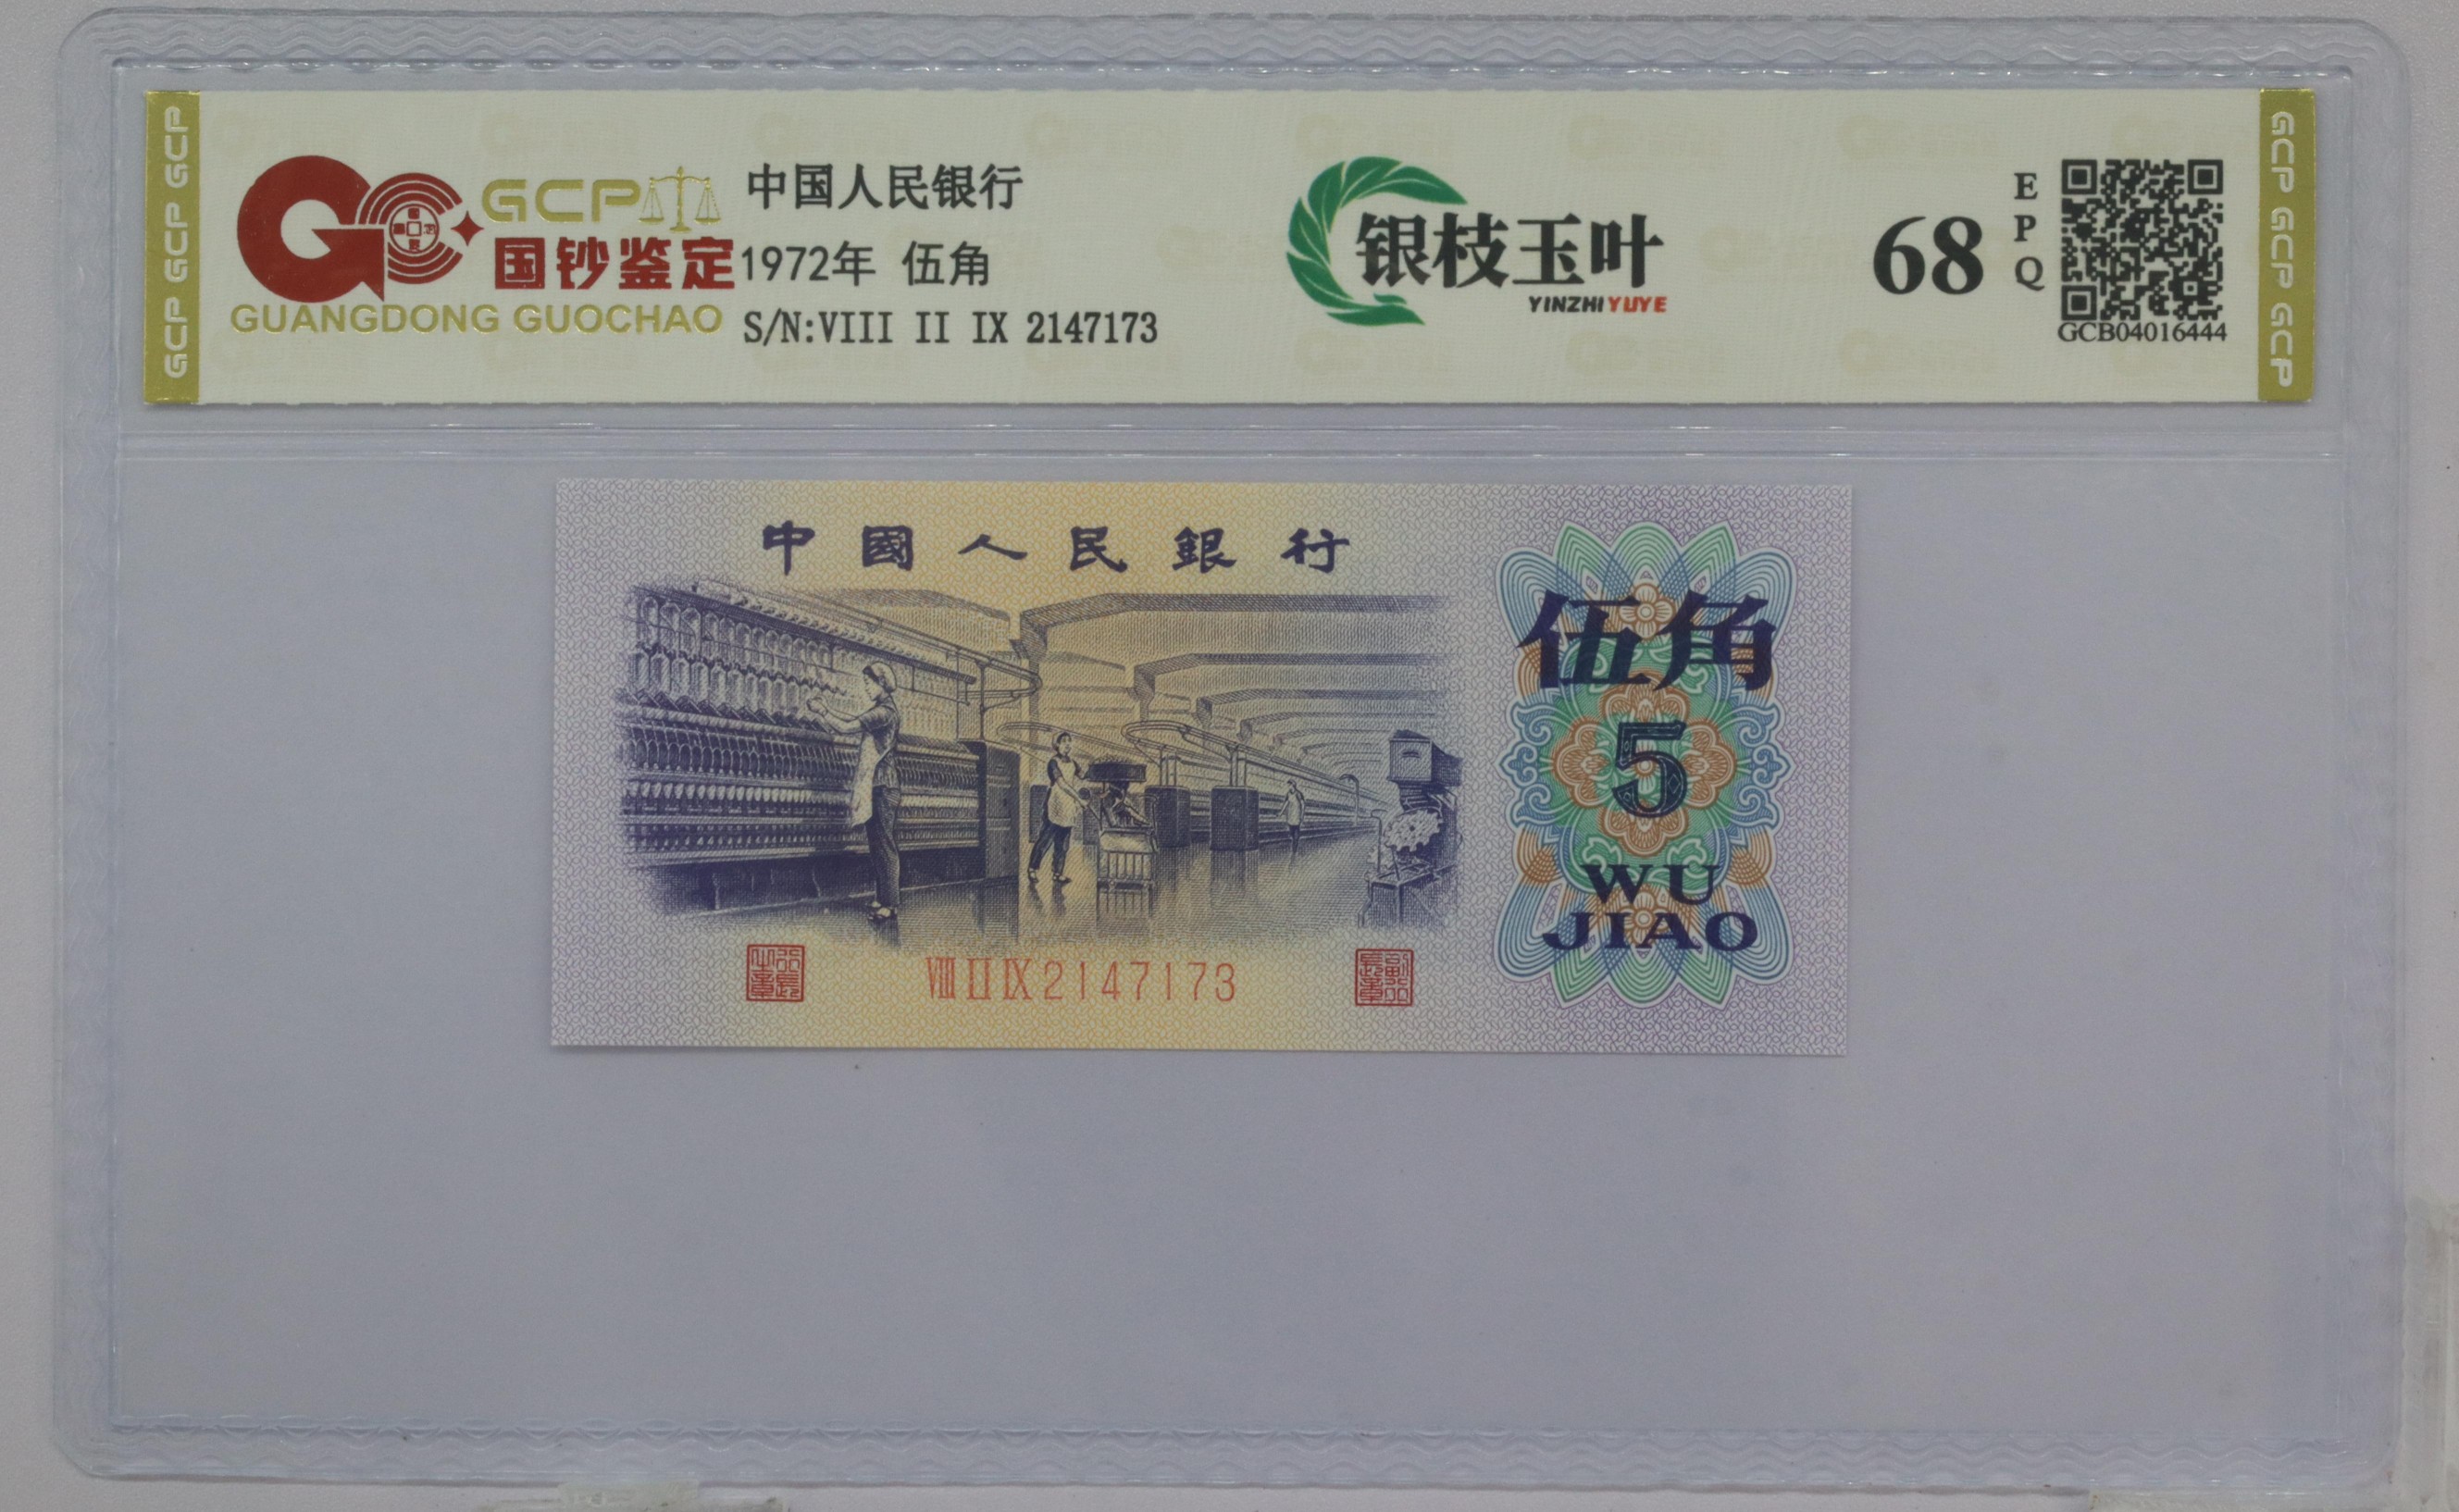 GCP GCP GCP
GCP
国钞鉴定
GUANGDONG GUOCHAO
中国人民银行
1972年 伍角
S/N:VIII II IX 2147173
银枝玉叶
YINZHIYUYE
68
EPQ
GCB04016444
GCP GCP GCP
中國人民銀行
伍角
5
WU
JIAO
VIII II IX 2147173